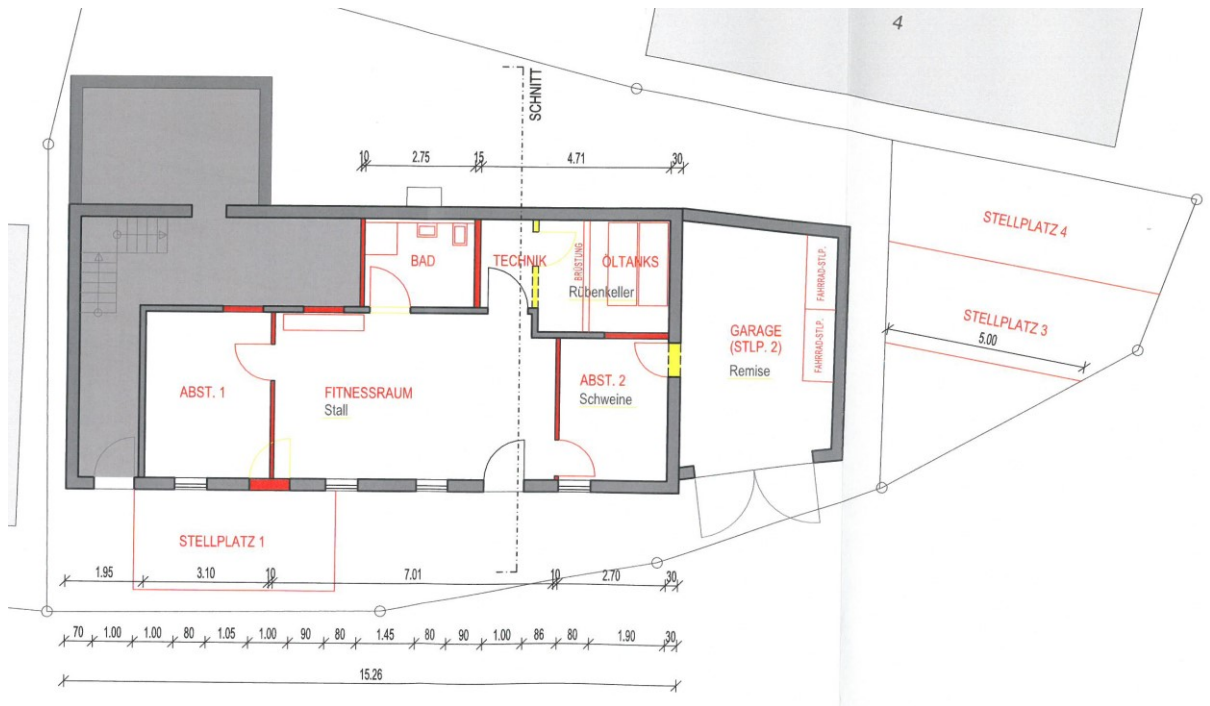 4
SCHNITT
10 2.75 15 4.71 30
STELLPLATZ 4
BAD
TECHNIK
BRÜSTUNG
ÖLTANKS
Rübenkeller
FAHRRAD-STLP.
FAHRRAD-STLP.
STELLPLATZ 3
5.00
GARAGE
(STLP. 2)
Remise
ABST. 1
FITNESSRAUM
Stall
ABST. 2
Schweine
STELLPLATZ 1
1.95 3.10 10 7.01 10 2.70 30
70 1.00 1.00 80 1.05 1.00 90 80 1.45 80 90 1.00 86 80 1.90 30
15.26